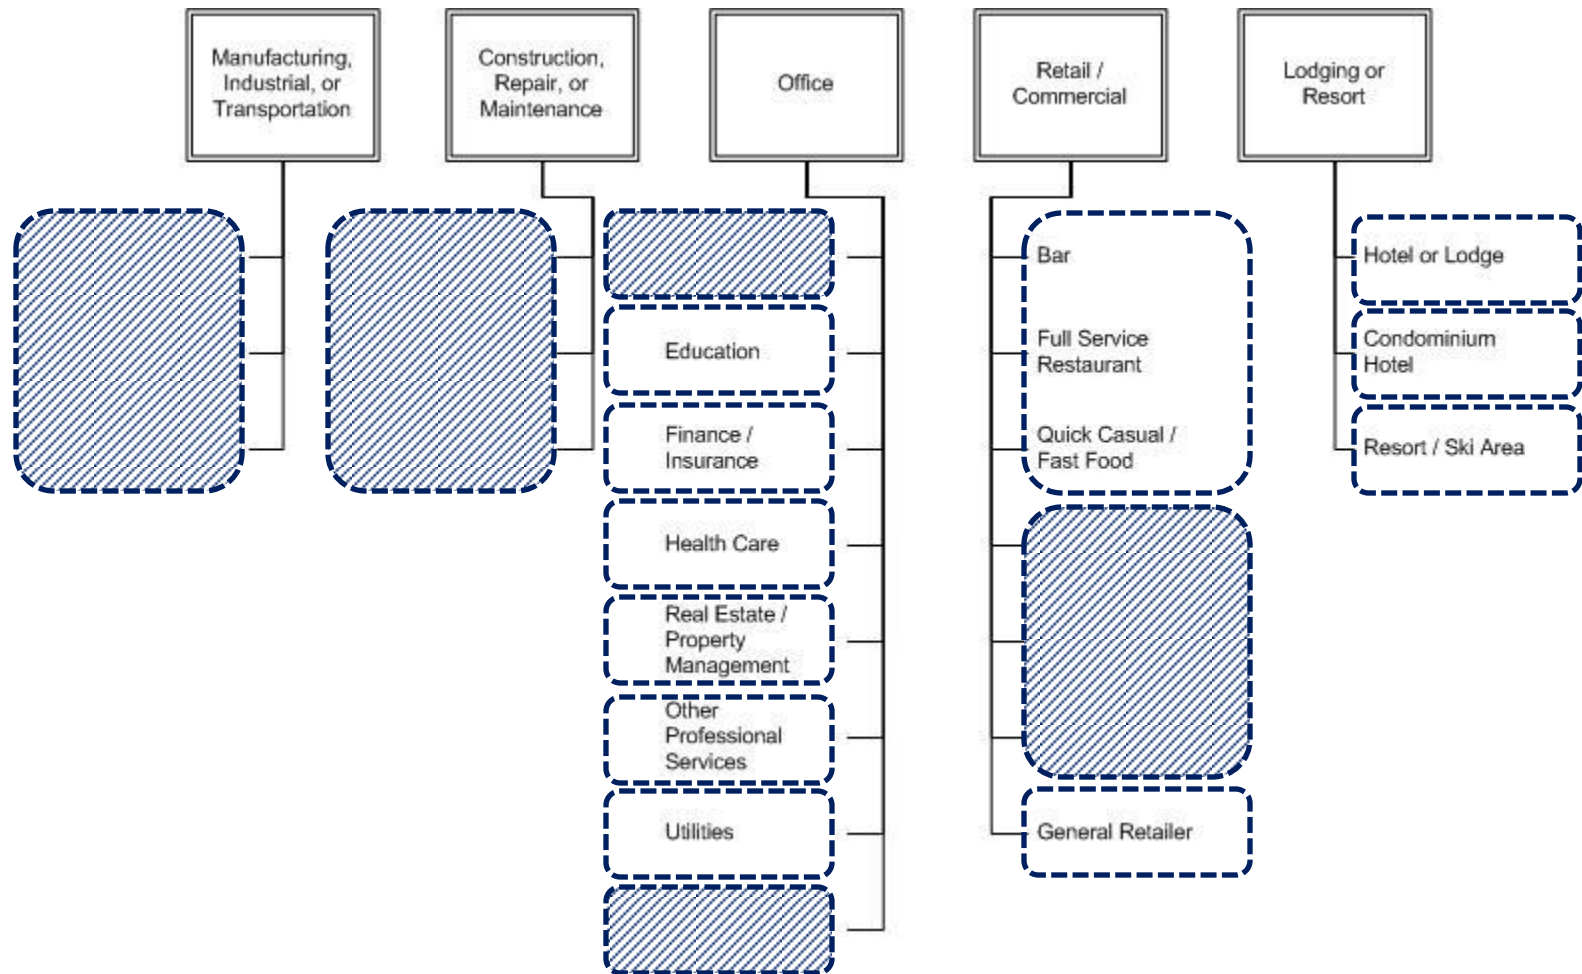 Manufacturing,
Industrial, or
Transportation
Construction,
Repair, or
Maintenance
Office
Retail /
Commercial
Lodging or
Resort
Education
Finance /
Insurance
Health Care
Real Estate /
Property
Management
Other
Professional
Services
Utilities
Bar
Full Service
Restaurant
Quick Casual /
Fast Food
General Retailer
Hotel or Lodge
Condominium
Hotel
Resort / Ski Area